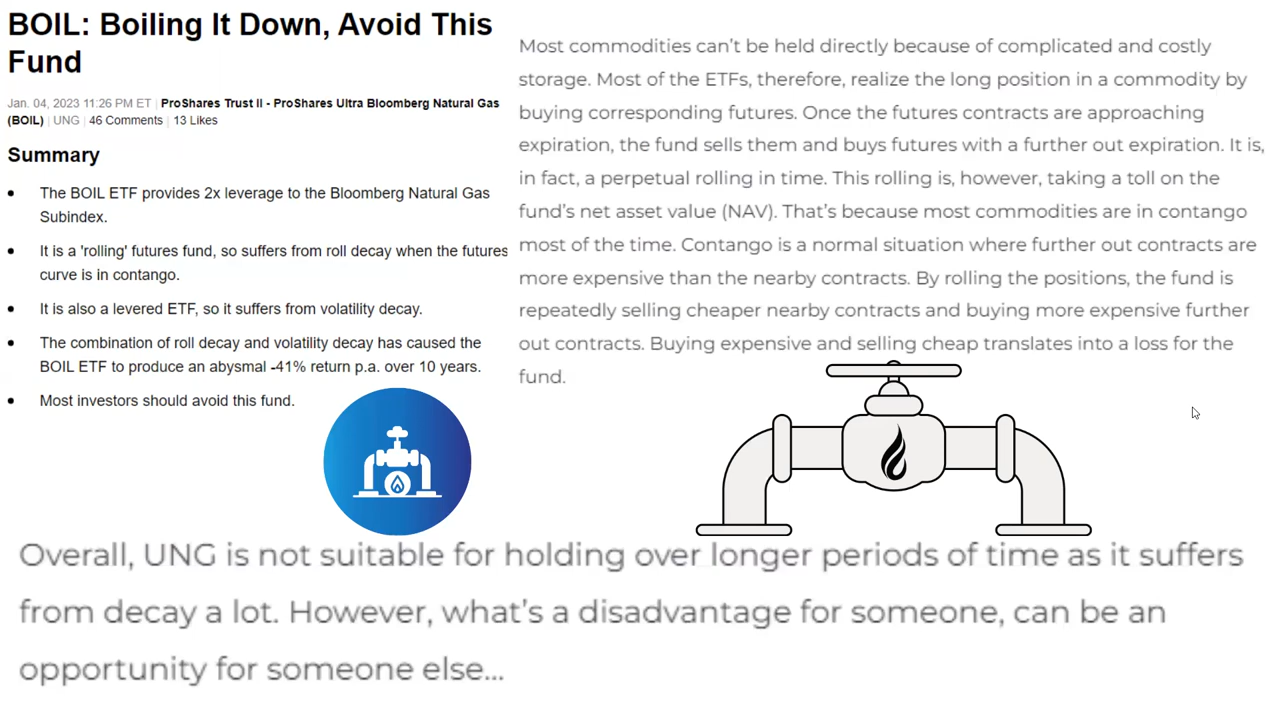 BOIL: Boiling It Down, Avoid This
Fund
Jan. 04, 2023 11:26 PM ET | ProShares Trust II - ProShares Ultra Bloomberg Natural Gas
(BOIL) | UNG | 46 Comments | 13 Likes
Summary
The BOIL ETF provides 2x leverage to the Bloomberg Natural Gas
Subindex.
It is a 'rolling' futures fund, so suffers from roll decay when the futures
curve is in contango.
It is also a levered ETF, so it suffers from volatility decay.
The combination of roll decay and volatility decay has caused the
BOIL ETF to produce an abysmal -41% return p.a. over 10 years.
Most investors should avoid this fund.
Most commodities can't be held directly because of complicated and costly
storage. Most of the ETFs, therefore, realize the long position in a commodity by
buying corresponding futures. Once the futures contracts are approaching
expiration, the fund sells them and buys futures with a further out expiration. It is,
in fact, a perpetual rolling in time. This rolling is, however, taking a toll on the
fund's net asset value (NAV). That's because most commodities are in contango
most of the time. Contango is a normal situation where further out contracts are
more expensive than the nearby contracts. By rolling the positions, the fund is
repeatedly selling cheaper nearby contracts and buying more expensive further
out contracts. Buying expensive and selling cheap translates into a loss for the
fund.
Overall, UNG is not suitable for holding over longer periods of time as it suffers
from decay a lot. However, what's a disadvantage for someone, can be an
opportunity for someone else...